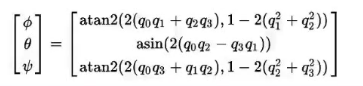 ϕ = atan2(2(q₀q₁ + q₂q₃), 1 − 2(q₁² + q₂²))
θ = asin(2(q₀q₂ − q₃q₁))
ψ = atan2(2(q₀q₃ + q₁q₂), 1 − 2(q₂² + q₃²))